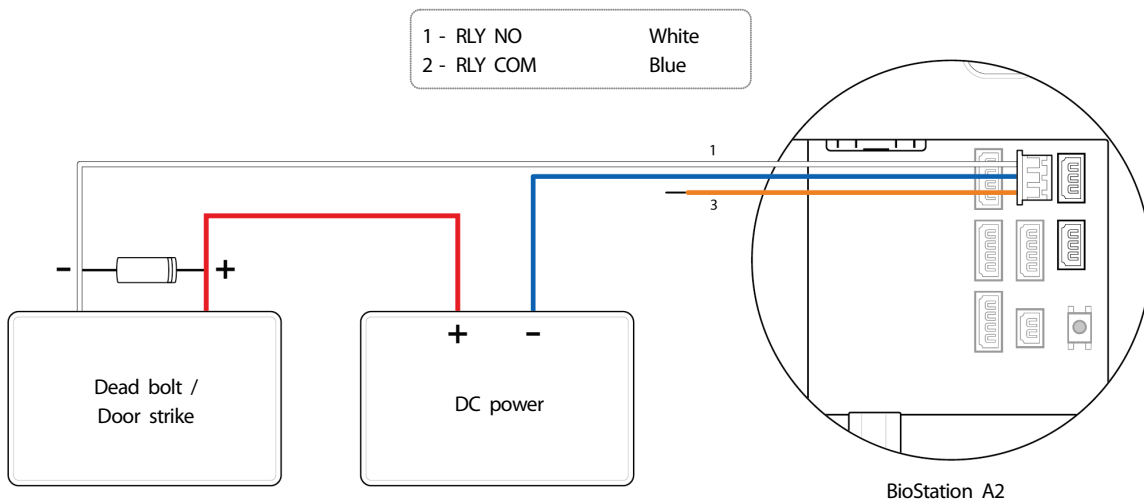 1 - RLY NO White
2 - RLY COM Blue
1
3
- +
+ -
Dead bolt /
Door strike
DC power
BioStation A2